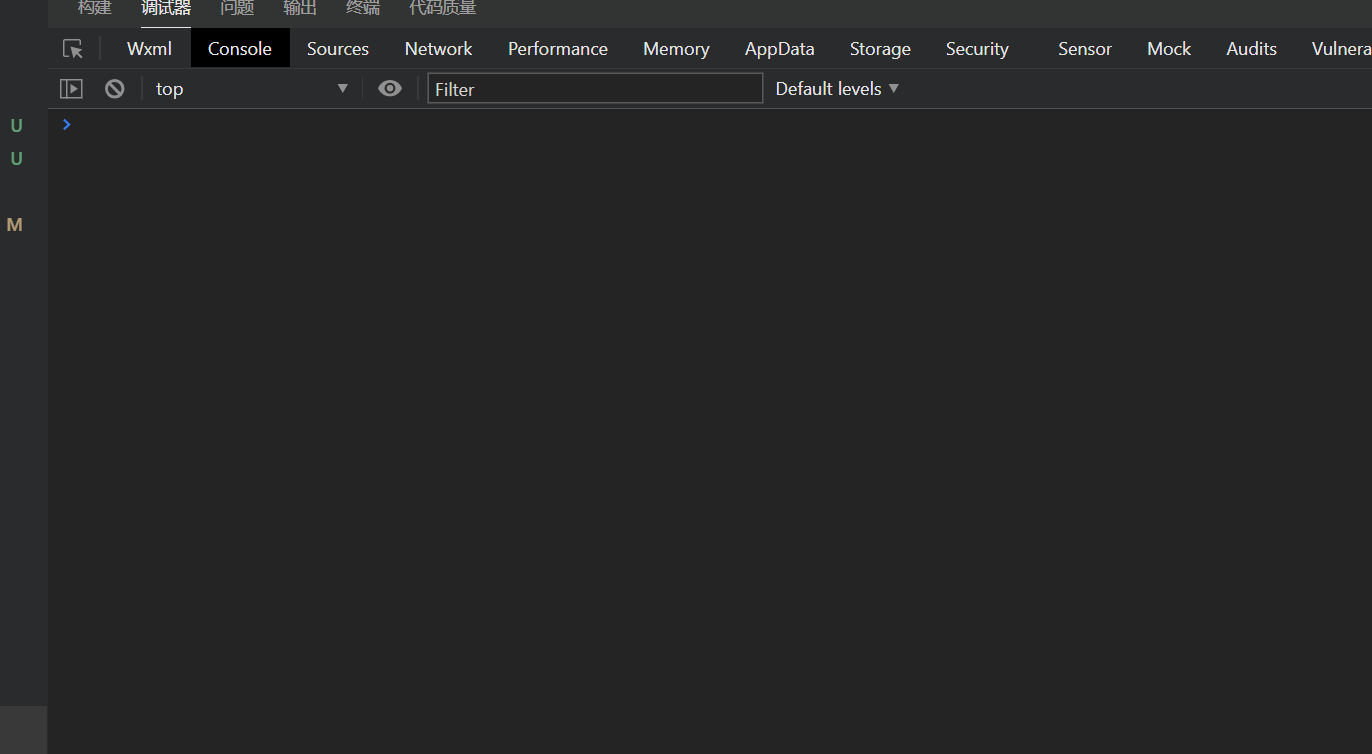 构建 调试器 问题 输出 终端 代码质量
Wxml Console Sources Network Performance Memory AppData Storage Security Sensor Mock Audits Vulnera
top Filter Default levels
U
U
M